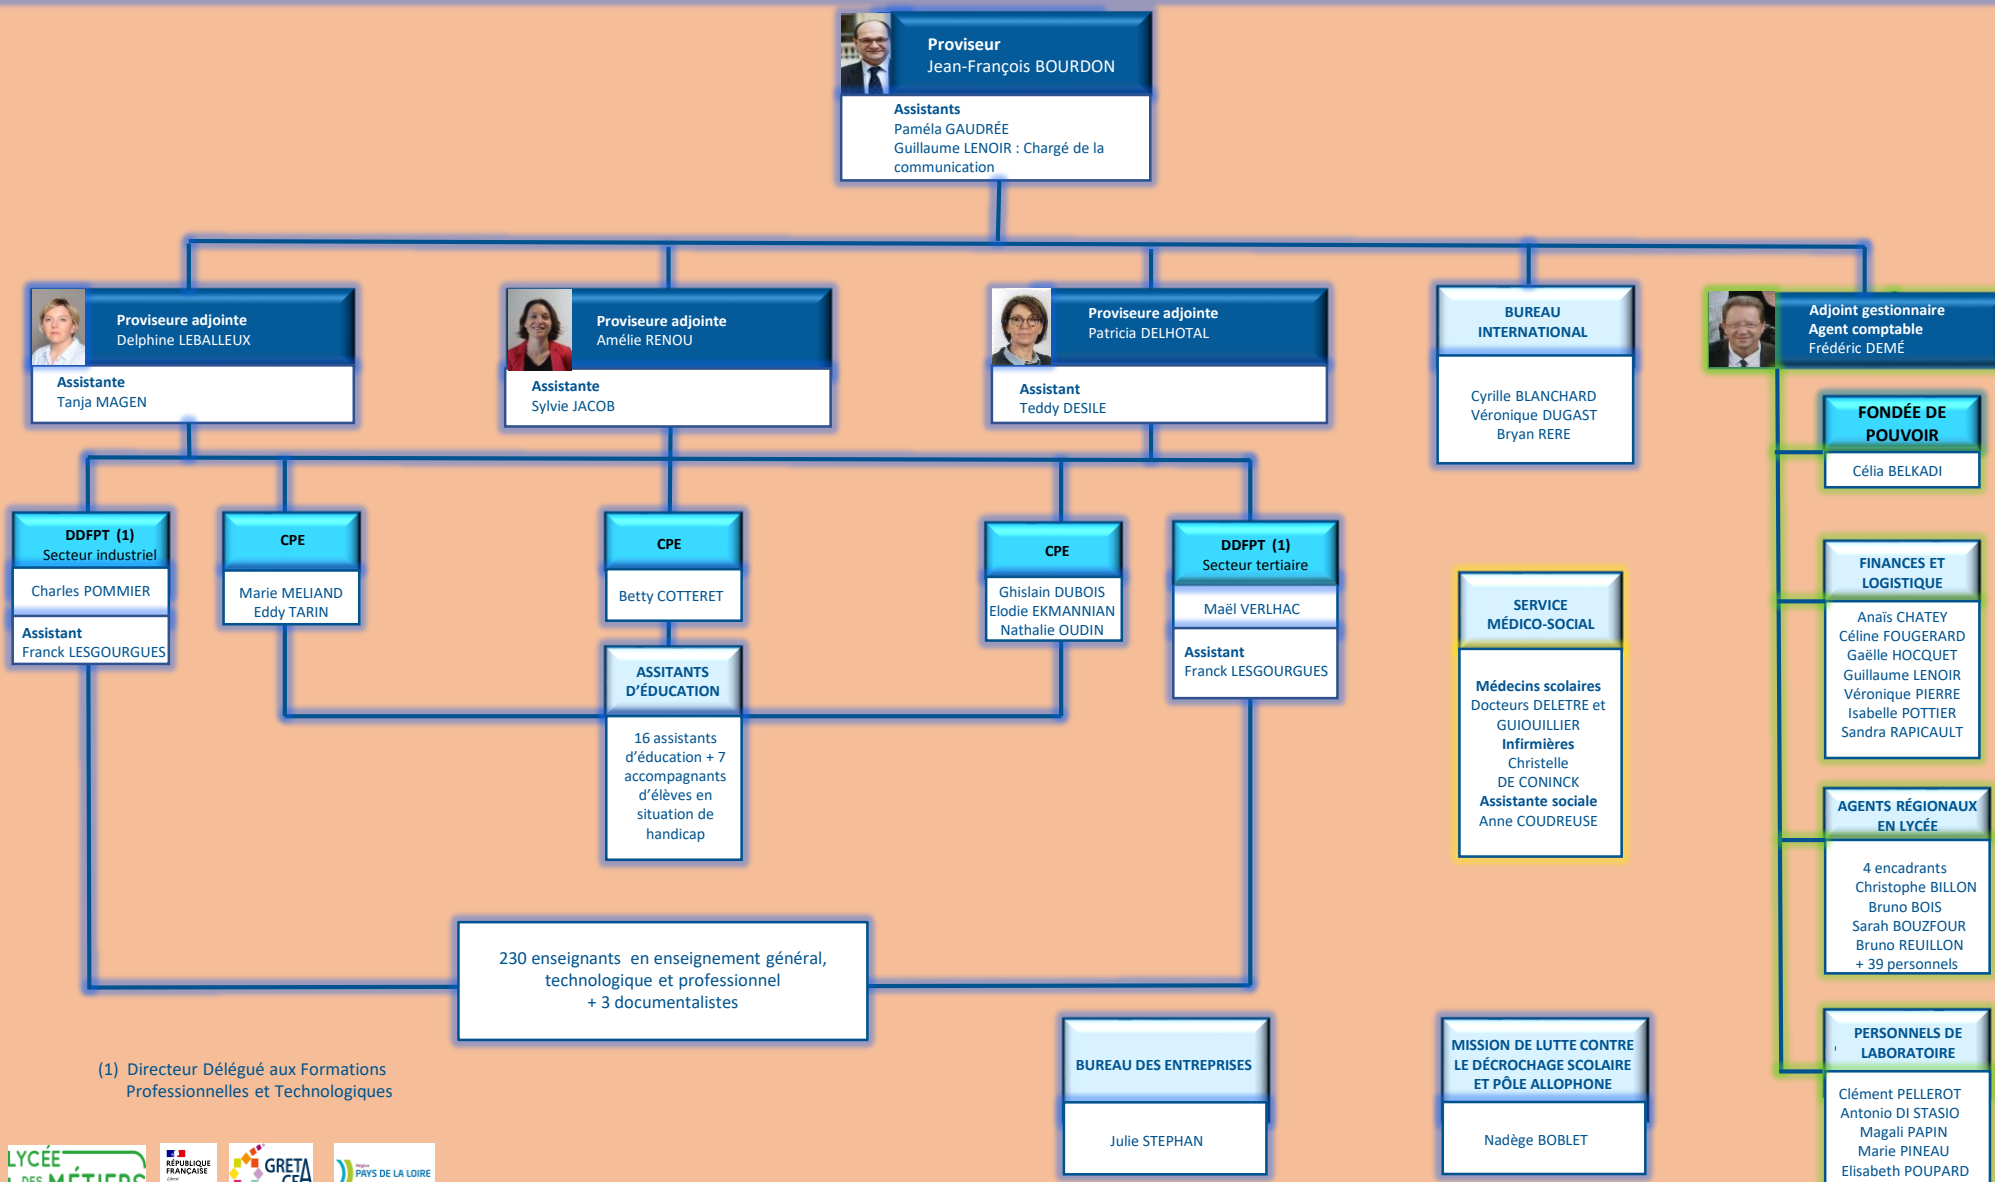 Proviseur
Jean-François BOURDON
Assistants
Paméla GAUDRÉE
Guillaume LENOIR : Chargé de la
communication
Proviseure adjointe
Delphine LEBALLEUX
Assistante
Tanja MAGEN
Proviseure adjointe
Amélie RENOU
Assistante
Sylvie JACOB
Proviseure adjointe
Patricia DELHOTAL
Assistant
Teddy DESILE
BUREAU
INTERNATIONAL
Cyrille BLANCHARD
Véronique DUGAST
Bryan RERE
Adjoint gestionnaire
Agent comptable
Frédéric DEMÉ
FONDÉE DE
POUVOIR
Célia BELKADI
DDFPT (1)
Secteur industriel
Charles POMMIER
Assistant
Franck LESGOURGUES
CPE
Marie MELIAND
Eddy TARIN
CPE
Betty COTTERET
ASSITANTS
D'ÉDUCATION
16 assistants
d'éducation + 7
accompagnants
d'élèves en
situation de
handicap
CPE
Ghislain DUBOIS
Elodie EKMANNIAN
Nathalie OUDIN
DDFPT (1)
Secteur tertiaire
Maël VERLHAC
Assistant
Franck LESGOURGUES
SERVICE
MÉDICO-SOCIAL
Médecins scolaires
Docteurs DELETRE et
GUIOUILLIER
Infirmières
Christelle
DE CONINCK
Assistante sociale
Anne COUDREUSE
FINANCES ET
LOGISTIQUE
Anaïs CHATEY
Céline FOUGERARD
Gaëlle HOCQUET
Guillaume LENOIR
Véronique PIERRE
Isabelle POTTIER
Sandra RAPICAULT
AGENTS RÉGIONAUX
EN LYCÉE
4 encadrants
Christophe BILLON
Bruno BOIS
Sarah BOUZFOUR
Bruno REUILLON
+ 39 personnels
230 enseignants en enseignement général,
technologique et professionnel
+ 3 documentalistes
BUREAU DES ENTREPRISES
Julie STEPHAN
MISSION DE LUTTE CONTRE
LE DÉCROCHAGE SCOLAIRE
ET PÔLE ALLOPHONE
Nadège BOBLET
PERSONNELS DE
LABORATOIRE
Clément PELLEROT
Antonio DI STASIO
Magali PAPIN
Marie PINEAU
Elisabeth POUPARD
(1) Directeur Délégué aux Formations
Professionnelles et Technologiques
LYCÉE
DES MÉTIERS
RÉPUBLIQUE
FRANÇAISE
GRETA
CFA
PAYS DE LA LOIRE